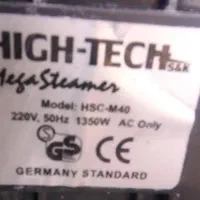 HIGH-TECH
S&K
MegaSteamer
Model: HSC-M40
220V, 50Hz 1350W AC Only
GS
CE
GERMANY STANDARD